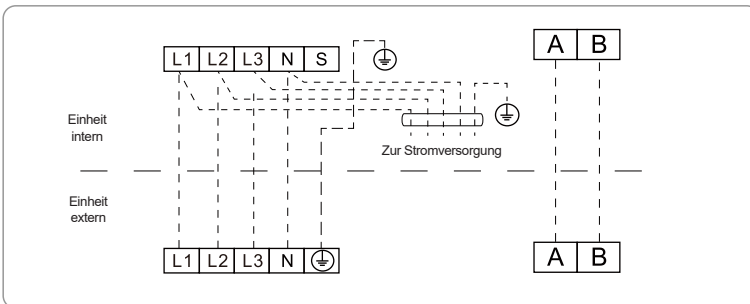 L1 L2 L3 N S
A B
Einheit
intern
Zur Stromversorgung
Einheit
extern
L1 L2 L3 N
A B